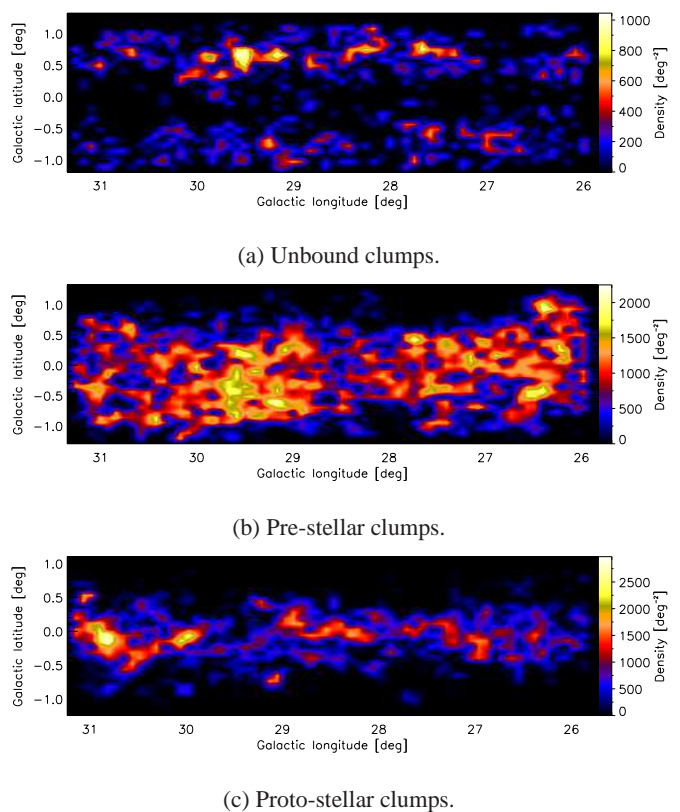 1.0
0.5
0.0
−0.5
−1.0
Galactic latitude [deg]
31 30 29 28 27 26
Galactic longitude [deg]
1000
800
600
400
200
0
Density [deg⁻²]
(a) Unbound clumps.
1.0
0.5
0.0
−0.5
−1.0
Galactic latitude [deg]
31 30 29 28 27 26
Galactic longitude [deg]
2000
1500
1000
500
0
Density [deg⁻²]
(b) Pre-stellar clumps.
1.0
0.5
0.0
−0.5
−1.0
Galactic latitude [deg]
31 30 29 28 27 26
Galactic longitude [deg]
2500
2000
1500
1000
500
0
Density [deg⁻²]
(c) Proto-stellar clumps.